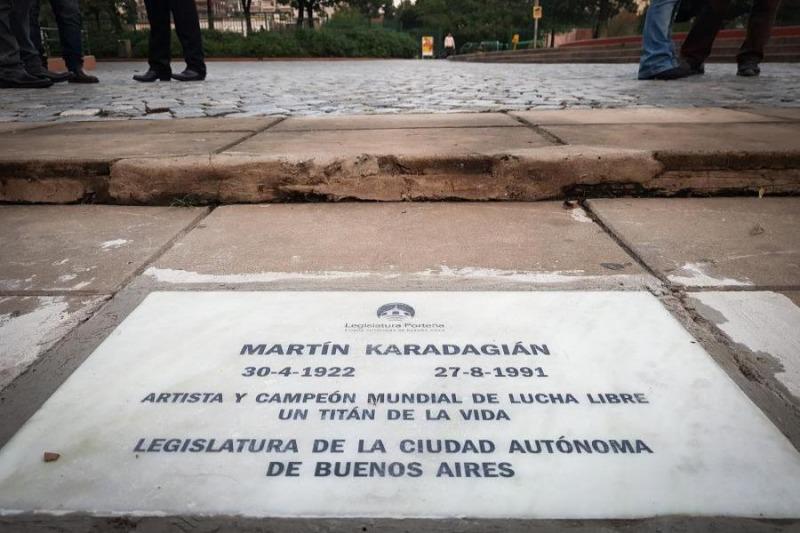 Legislatura Porteña
MARTÍN KARADAGIÁN
30-4-1922 27-8-1991
ARTISTA Y CAMPEÓN MUNDIAL DE LUCHA LIBRE
UN TITÁN DE LA VIDA
LEGISLATURA DE LA CIUDAD AUTÓNOMA
DE BUENOS AIRES